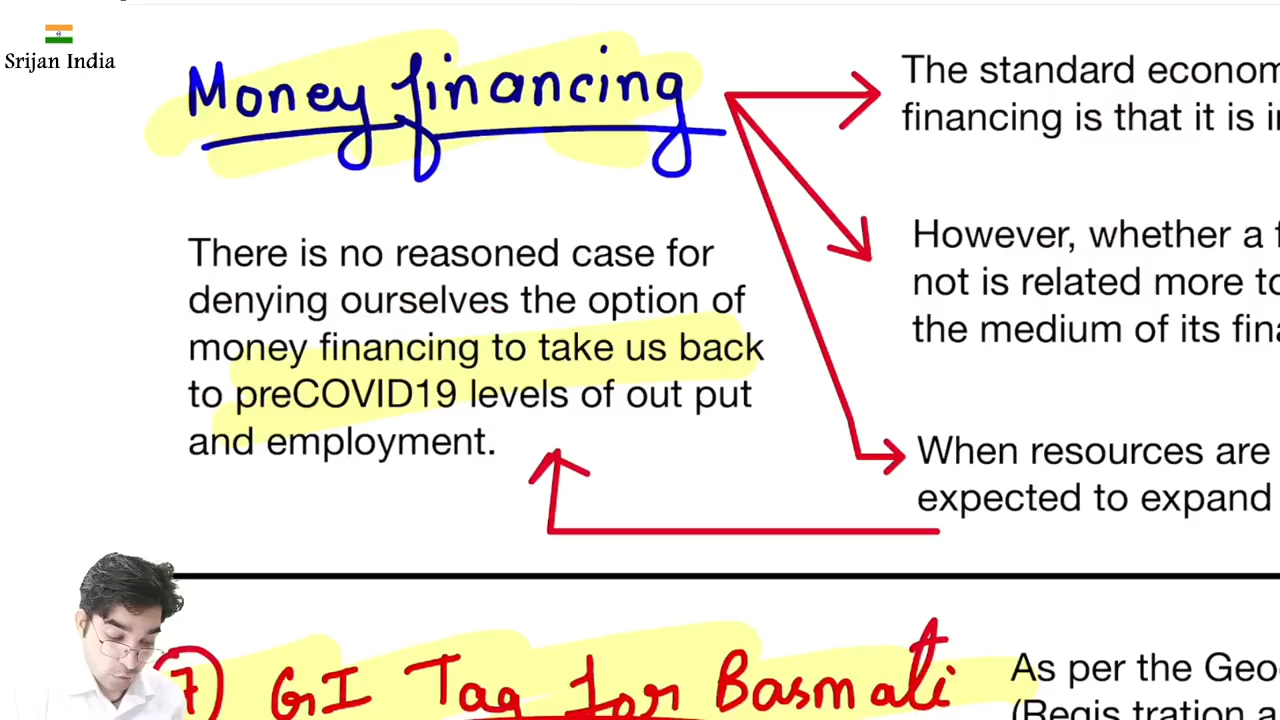 Srijan India
Money financing
The standard econom
financing is that it is in
There is no reasoned case for
denying ourselves the option of
money financing to take us back
to preCOVID19 levels of out put
and employment.
However, whether a f
not is related more to
the medium of its fina
When resources are
expected to expand
7 GI Tag for Basmati
As per the Geo
(Regis tration a